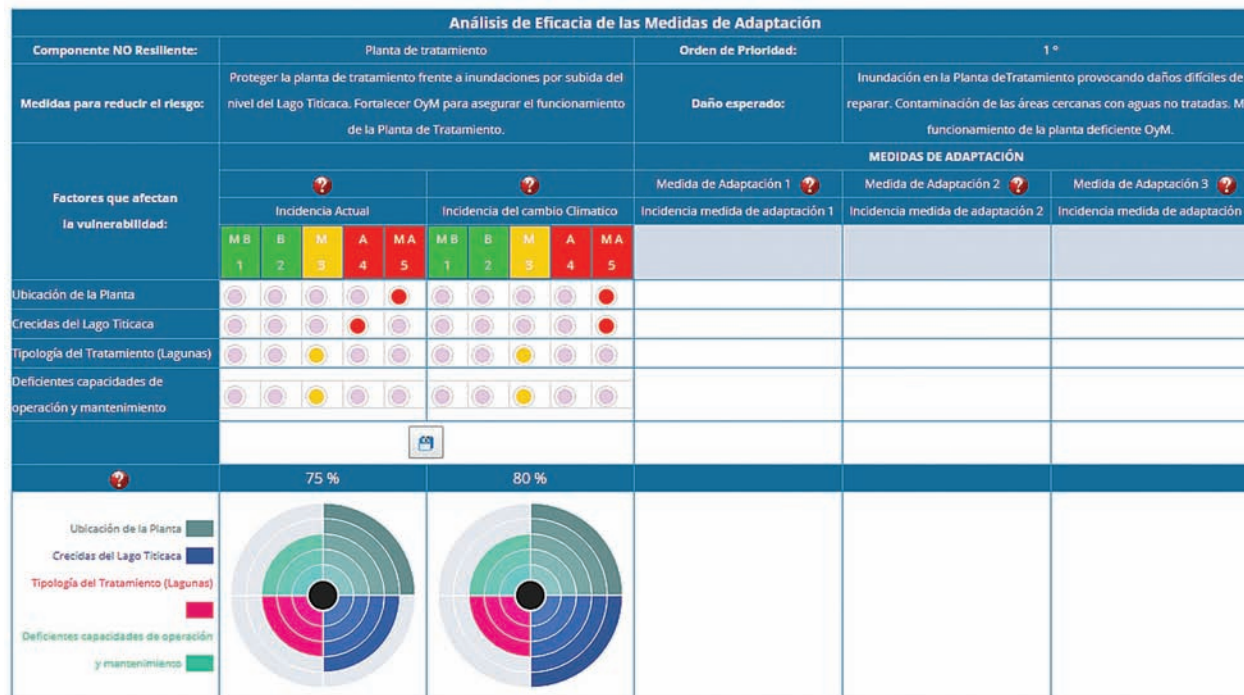 Análisis de Eficacia de las Medidas de Adaptación
Componente NO Resiliente:
Planta de tratamiento
Orden de Prioridad:
1 º
Medidas para reducir el riesgo:
Proteger la planta de tratamiento frente a inundaciones por subida del
nivel del Lago Titicaca. Fortalecer OyM para asegurar el funcionamiento
de la Planta de Tratamiento.
Daño esperado:
Inundación en la Planta deTratamiento provocando daños difíciles de
reparar. Contaminación de las áreas cercanas con aguas no tratadas. M
funcionamiento de la planta deficiente OyM.
Factores que afectan
la vulnerabilidad:
MEDIDAS DE ADAPTACIÓN
? ?
Medida de Adaptación 1 ? Medida de Adaptación 2 ? Medida de Adaptación 3 ?
Incidencia Actual
Incidencia del cambio Climatico
Incidencia medida de adaptación 1
Incidencia medida de adaptación 2
Incidencia medida de adaptación
M B B M A M A M B B M A M A
1 2 3 4 5 1 2 3 4 5
Ubicación de la Planta
Crecidas del Lago Titicaca
Tipología del Tratamiento (Lagunas)
Deficientes capacidades de
operación y mantenimiento
? 75 % 80 %
Ubicación de la Planta
Crecidas del Lago Titicaca
Tipología del Tratamiento (Lagunas)
Deficientes capacidades de operación
y mantenimiento